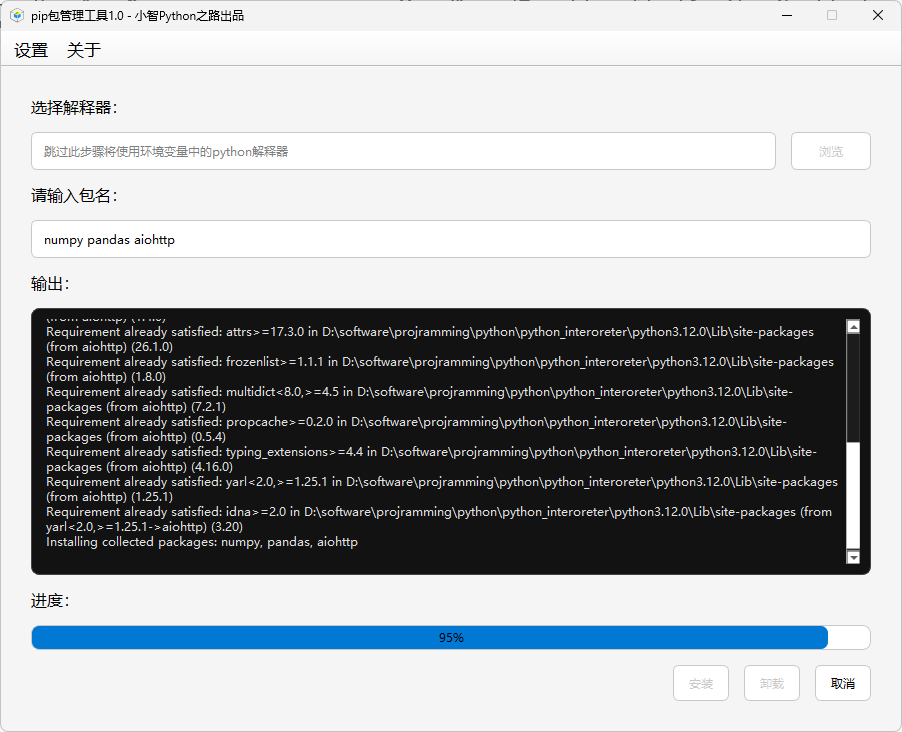 pip包管理工具1.0 - 小智Python之路出品
设置 关于
选择解释器：
跳过此步骤将使用环境变量中的python解释器 浏览
请输入包名：
numpy pandas aiohttp
输出：
Requirement already satisfied: attrs>=17.3.0 in D:\software\projramming\python\python_interoreter\python3.12.0\Lib\site-packages
(from aiohttp) (26.1.0)
Requirement already satisfied: frozenlist>=1.1.1 in D:\software\projramming\python\python_interoreter\python3.12.0\Lib\site-packages
(from aiohttp) (1.8.0)
Requirement already satisfied: multidict<8.0,>=4.5 in D:\software\projramming\python\python_interoreter\python3.12.0\Lib\site-
packages (from aiohttp) (7.2.1)
Requirement already satisfied: propcache>=0.2.0 in D:\software\projramming\python\python_interoreter\python3.12.0\Lib\site-
packages (from aiohttp) (0.5.4)
Requirement already satisfied: typing_extensions>=4.4 in D:\software\projramming\python\python_interoreter\python3.12.0\Lib\site-
packages (from aiohttp) (4.16.0)
Requirement already satisfied: yarl<2.0,>=1.25.1 in D:\software\projramming\python\python_interoreter\python3.12.0\Lib\site-packages
(from aiohttp) (1.25.1)
Requirement already satisfied: idna>=2.0 in D:\software\projramming\python\python_interoreter\python3.12.0\Lib\site-packages (from
yarl<2.0,>=1.25.1->aiohttp) (3.20)
Installing collected packages: numpy, pandas, aiohttp
进度：
95%
安装 卸载 取消